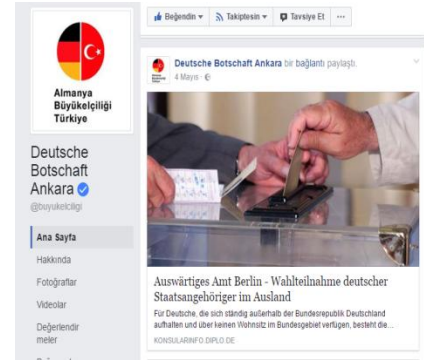 Beğendin
Takiptesin
Tavsiye Et
Almanya
Büyükelçiliği
Türkiye
Deutsche
Botschaft
Ankara
@buyukelciligi
Ana Sayfa
Hakkında
Fotoğraflar
Videolar
Değerlendir
meler
Deutsche Botschaft Ankara bir bağlantı paylaştı.
4 Mayıs
Auswärtiges Amt Berlin - Wahlteilnahme deutscher
Staatsangehöriger im Ausland
Für Deutsche, die sich ständig außerhalb der Bundesrepublik Deutschland
aufhalten und über keinen Wohnsitz im Bundesgebiet verfügen, besteht die...
KONSULARINFO.DIPLO.DE